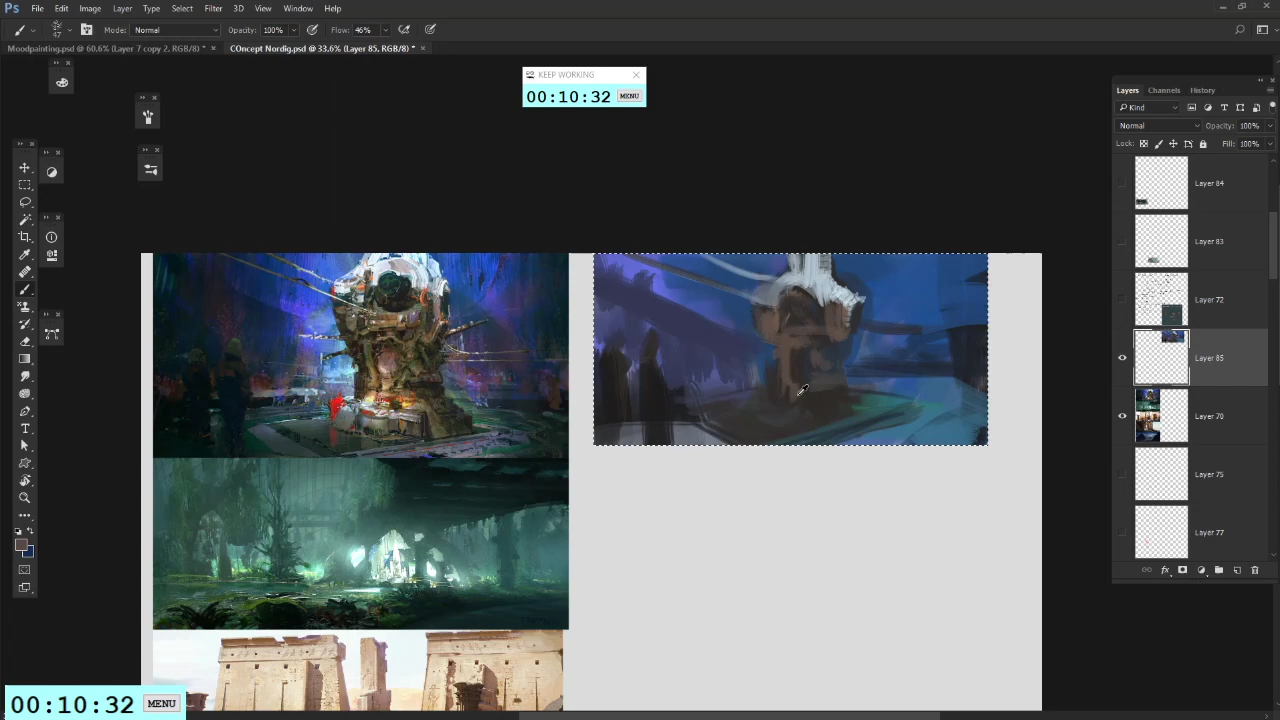 Ps File Edit Image Layer Type Select Filter 3D View Window Help
47 Mode: Normal Opacity: 100% Flow: 46%
Moodpainting.psd @ 60,6% (Layer 7 copy 2, RGB/8) * × COncept Nordig.psd @ 33,6% (Layer 85, RGB/8) * ×
KEEP WORKING
00:10:32 MENU
Layers Channels History
Kind
Normal Opacity: 100%
Lock: Fill: 100%
Layer 84
Layer 83
Layer 72
Layer 85
Layer 70
Layer 75
Layer 77
fx
00:10:32 MENU